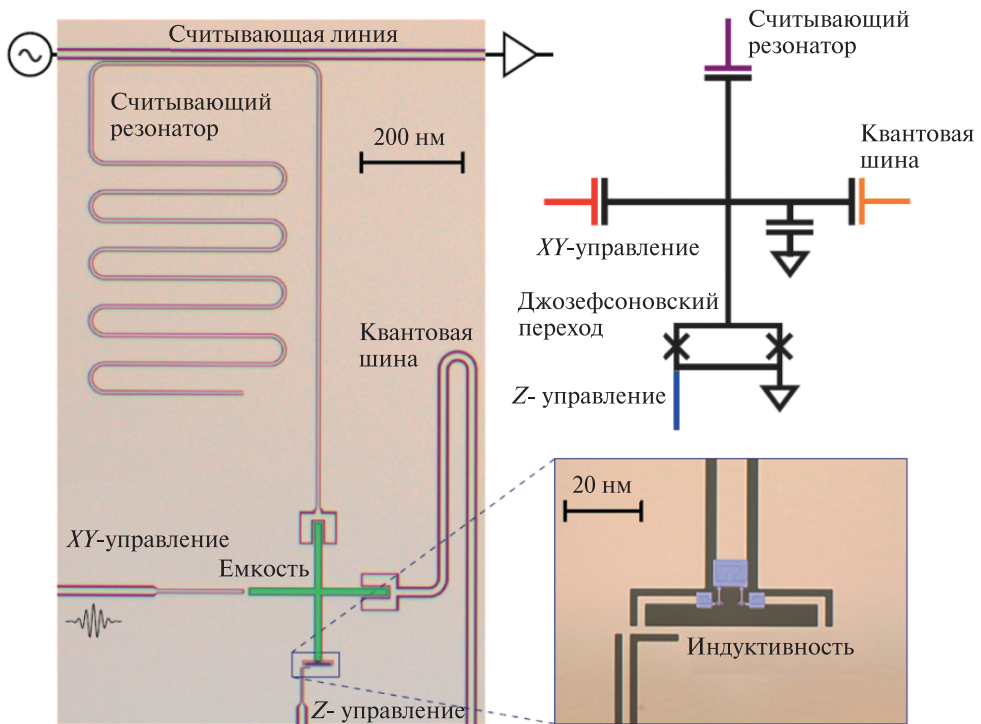 Считывающая линия
Считывающий
резонатор
200 нм
Квантовая
шина
XY-управление
Емкость
Z- управление
Считывающий
резонатор
Квантовая
шина
XY-управление
Джозефсоновский
переход
Z- управление
20 нм
Индуктивность